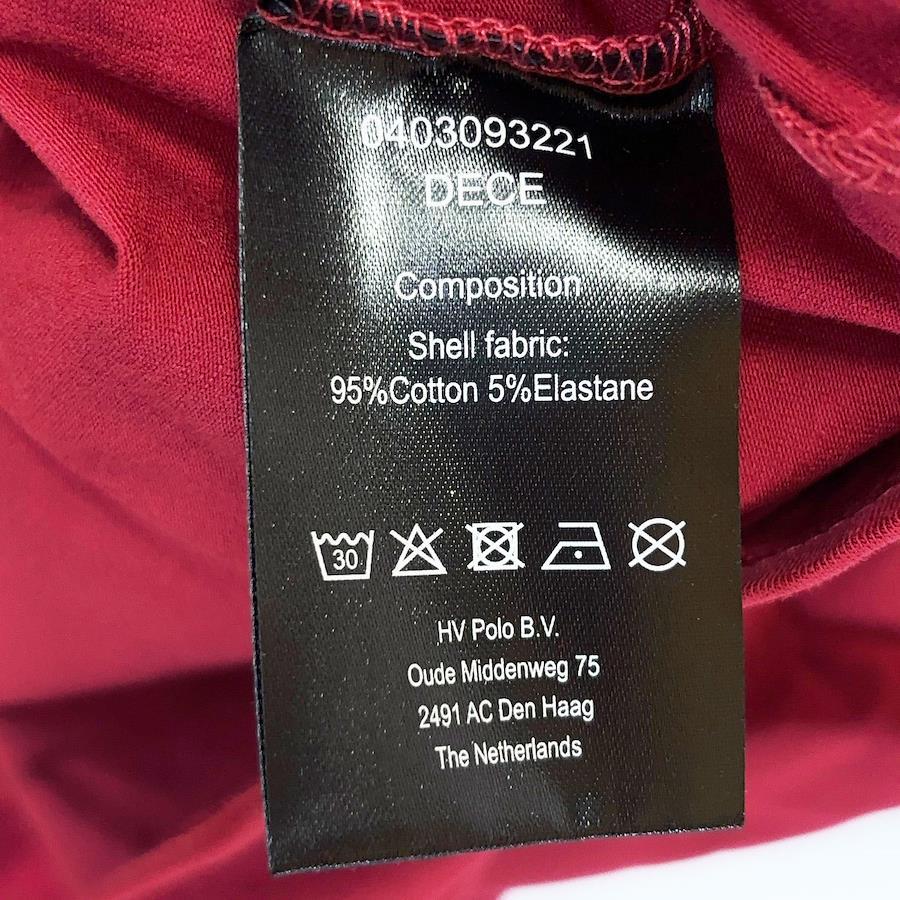 0403093221
DECE
Composition
Shell fabric:
95%Cotton 5%Elastane
30
HV Polo B.V.
Oude Middenweg 75
2491 AC Den Haag
The Netherlands